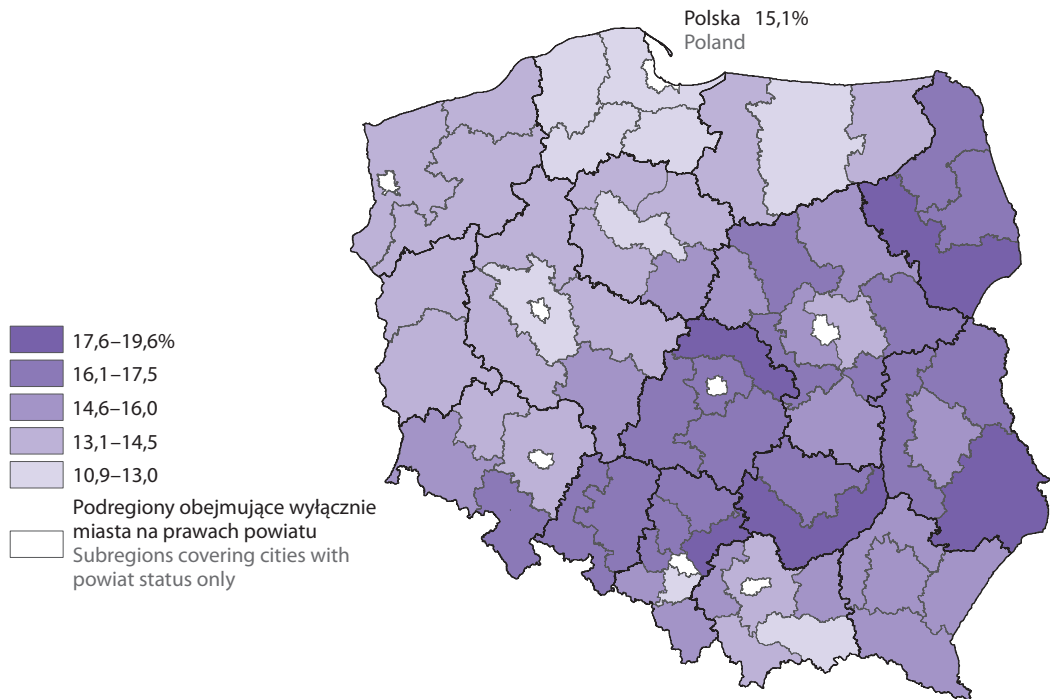 Polska 15,1%
Poland
17,6–19,6%
16,1–17,5
14,6–16,0
13,1–14,5
10,9–13,0
Podregiony obejmujące wyłącznie
miasta na prawach powiatu
Subregions covering cities with
powiat status only